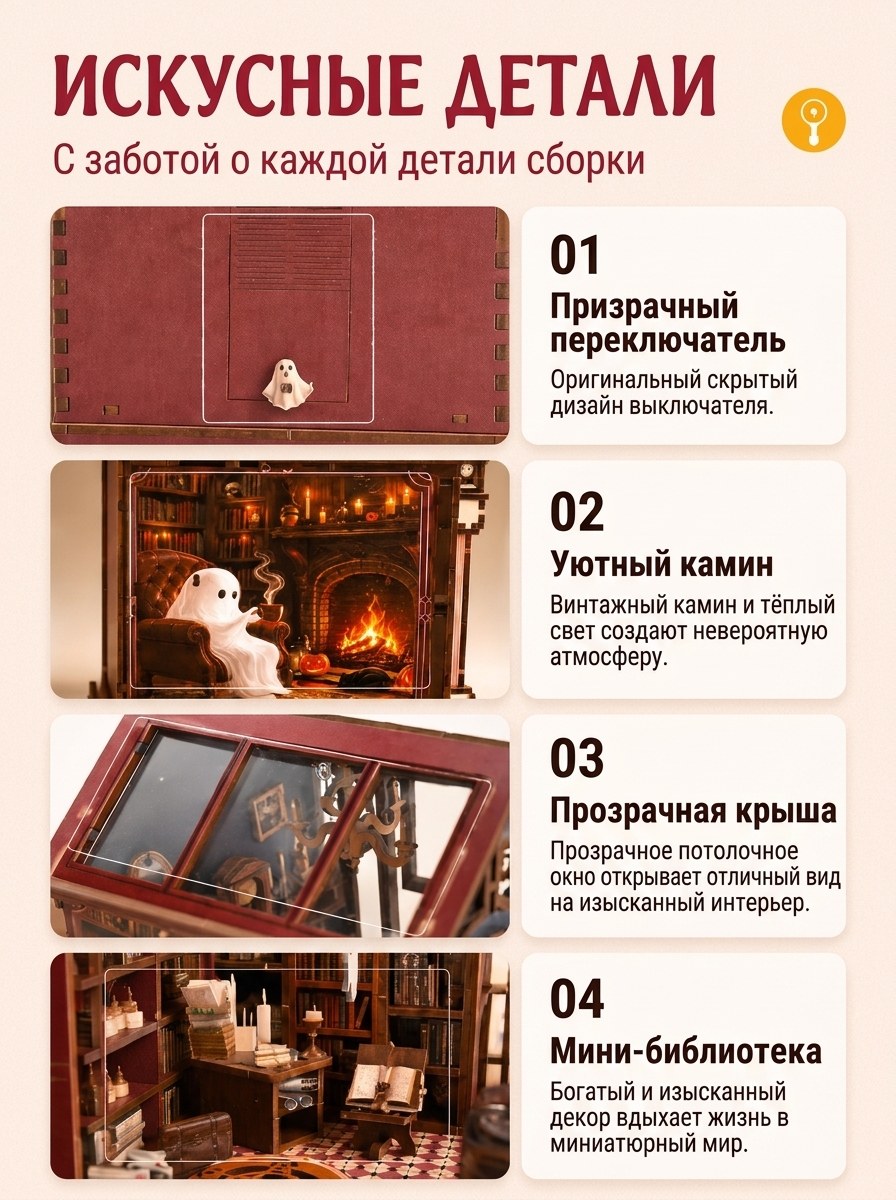 ИСКУСНЫЕ ДЕТАЛИ
С заботой о каждой детали сборки
01
Призрачный
переключатель
Оригинальный скрытый
дизайн выключателя.
02
Уютный камин
Винтажный камин и тёплый
свет создают невероятную
атмосферу.
03
Прозрачная крыша
Прозрачное потолочное
окно открывает отличный вид
на изысканный интерьер.
04
Мини-библиотека
Богатый и изысканный
декор вдыхает жизнь в
миниатюрный мир.